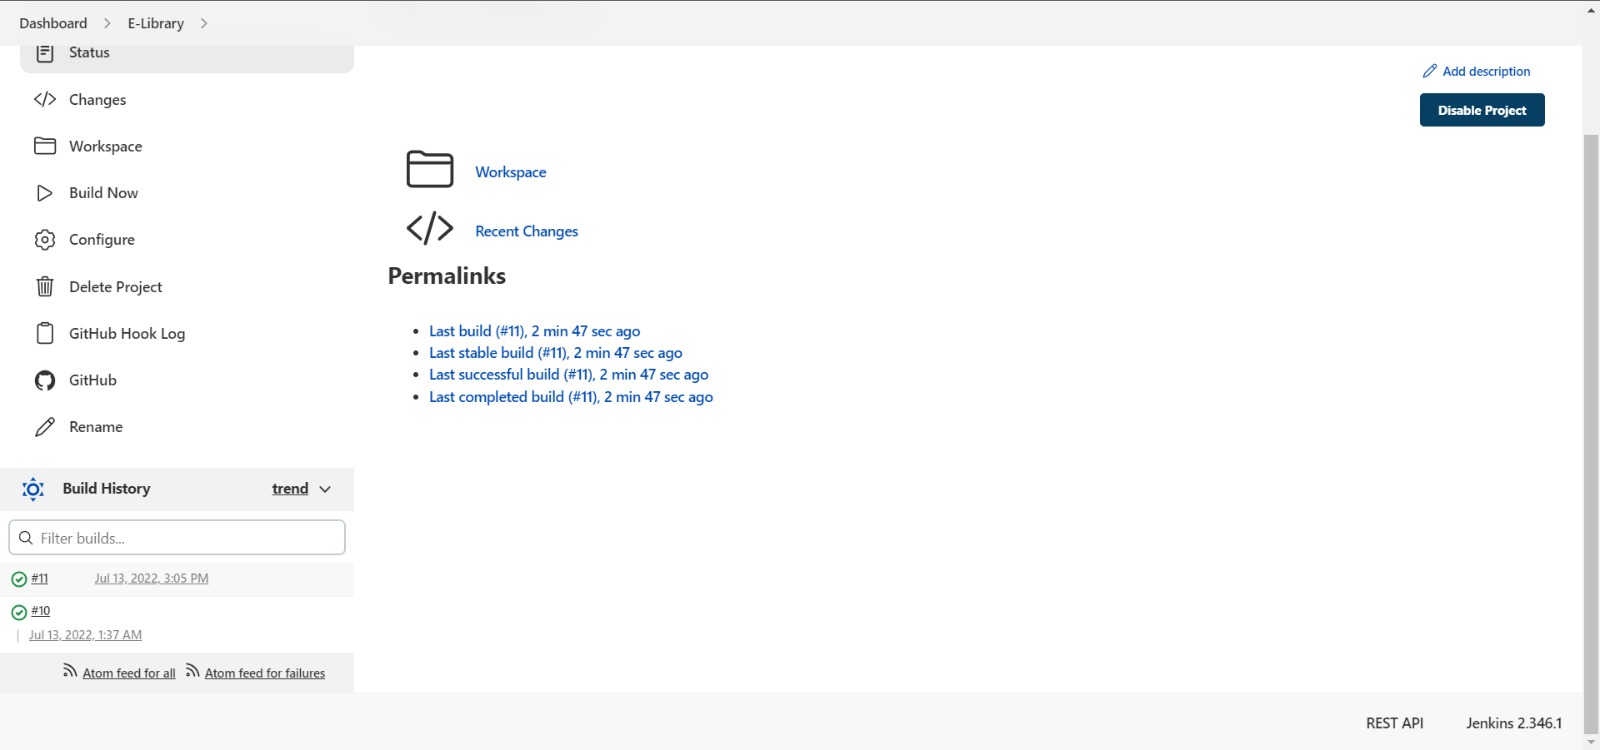 Dashboard
E-Library
Status
Changes
Workspace
Build Now
Configure
Delete Project
GitHub Hook Log
GitHub
Rename
Build History
trend
Filter builds...
#11
Jul 13, 2022, 3:05 PM
#10
Jul 13, 2022, 1:37 AM
Atom feed for all
Atom feed for failures
Add description
Disable Project
Workspace
Recent Changes
Permalinks
Last build (#11), 2 min 47 sec ago
Last stable build (#11), 2 min 47 sec ago
Last successful build (#11), 2 min 47 sec ago
Last completed build (#11), 2 min 47 sec ago
REST API
Jenkins 2.346.1